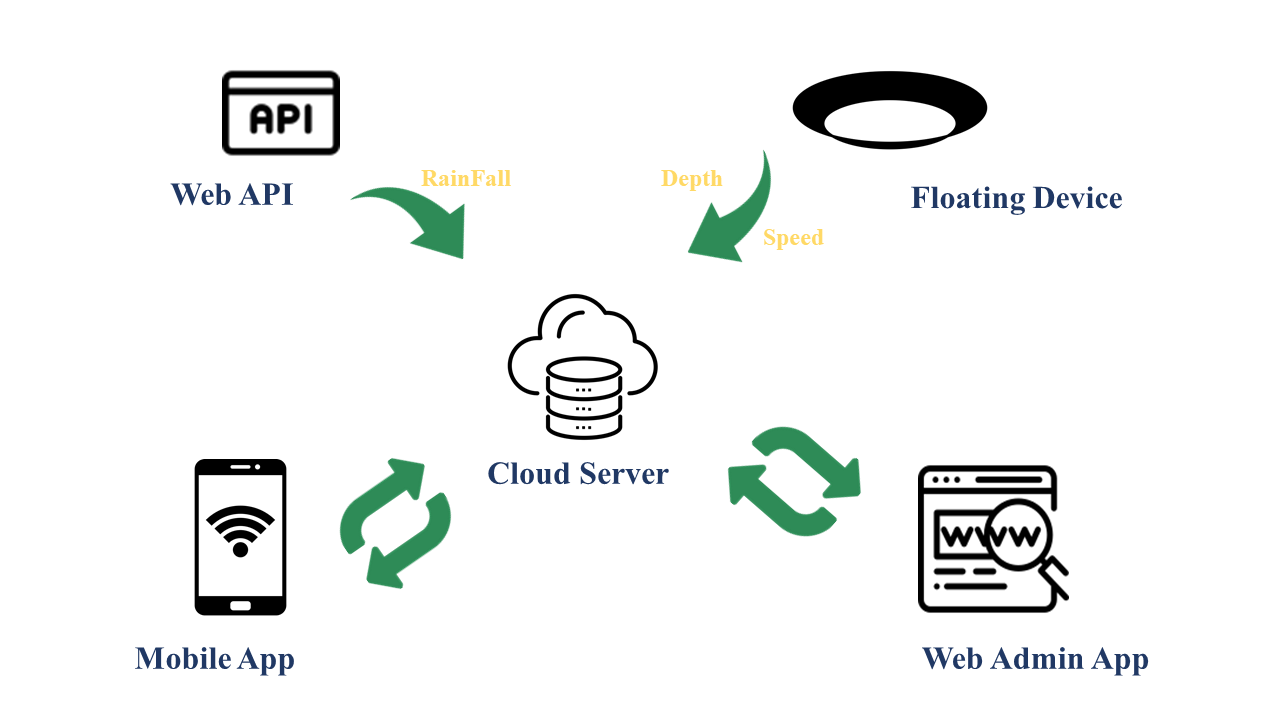 API
Web API
RainFall
Depth
Floating Device
Speed
Cloud Server
WWW
Mobile App
Web Admin App